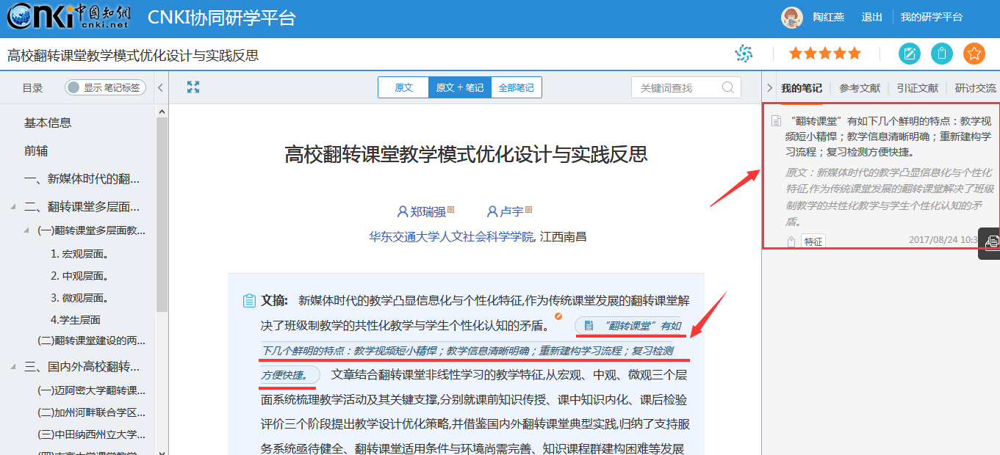 CNKI中国知網
cnki.net
CNKI协同研学平台
陶红燕 退出 我的研学平台
高校翻转课堂教学模式优化设计与实践反思
目录 显示 笔记标签
原文 原文 + 笔记 全部笔记
关键词查找
我的笔记 参考文献 引证文献 研讨交流
基本信息
前辅
一、新媒体时代的翻...
二、翻转课堂多层面...
(一)翻转课堂多层面教...
1. 宏观层面。
2. 中观层面。
3. 微观层面。
4.学生层面
(二)翻转课堂建设的两...
三、国内外高校翻转...
(一)迈阿密大学翻转课...
(二)加州河畔联合学区...
(三)中田纳西州立大学...
高校翻转课堂教学模式优化设计与实践反思
郑瑞强 卢宇
华东交通大学人文社会科学学院, 江西南昌
文摘: 新媒体时代的教学凸显信息化与个性化特征,作为传统课堂发展的翻转课堂解
决了班级制教学的共性化教学与学生个性化认知的矛盾。 “翻转课堂”有如
下几个鲜明的特点：教学视频短小精悍；教学信息清晰明确；重新建构学习流程；复习检测
方便快捷。 文章结合翻转课堂非线性学习的教学特征,从宏观、中观、微观三个层
面系统梳理教学活动及其关键支撑,分别就课前知识传授、课中知识内化、课后检验
评价三个阶段提出教学设计优化策略,并借鉴国内外翻转课堂典型实践,归纳了支持服
务系统亟待健全、翻转课堂适用条件与环境尚需完善、知识课程群建构困难等发展
“翻转课堂”有如下几个鲜明的特点：教学视
频短小精悍；教学信息清晰明确；重新建构学
习流程；复习检测方便快捷。
原文：新媒体时代的教学凸显信息化与个性化
特征,作为传统课堂发展的翻转课堂解决了班级
制教学的共性化教学与学生个性化认知的矛
盾。
特征 2017/08/24 10:3